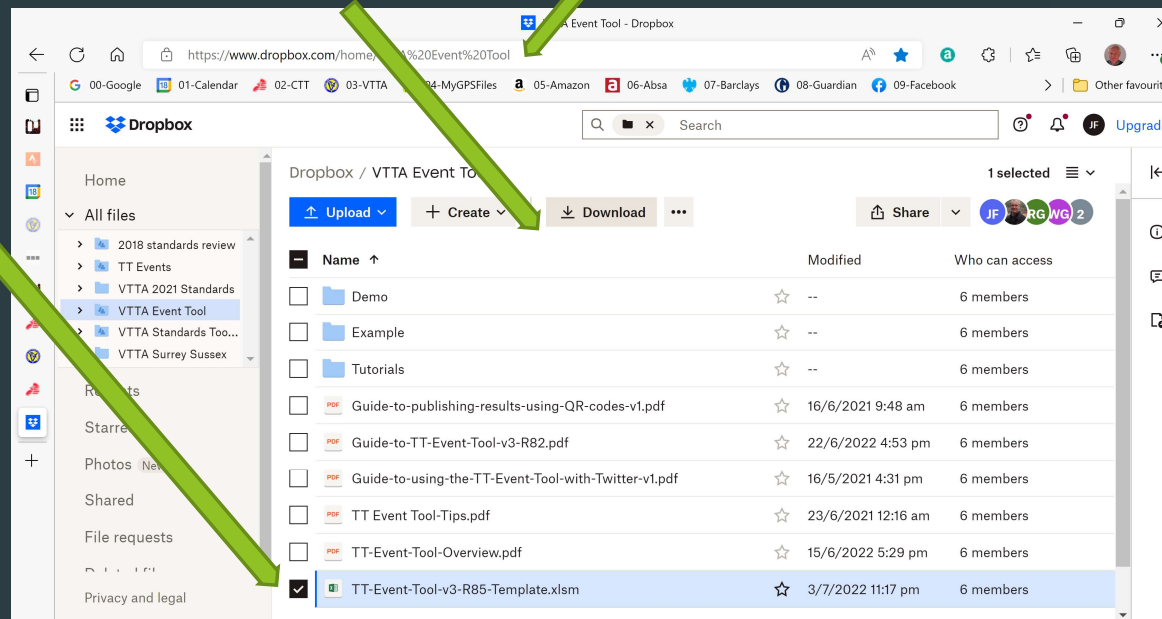 A Event Tool - Dropbox
https://www.dropbox.com/home/ A%20Event%20Tool
00-Google 01-Calendar 02-CTT 03-VTTA 04-MyGPSFiles 05-Amazon 06-Absa 07-Barclays 08-Guardian 09-Facebook Other favourit
Dropbox Search JF Upgrad
Home
All files
2018 standards review
TT Events
VTTA 2021 Standards
VTTA Event Tool
VTTA Standards Too...
VTTA Surrey Sussex
Starre
Photos
Shared
File requests
Privacy and legal
Dropbox / VTTA Event To 1 selected
Upload Create Download ••• Share JF RG WG 2
Name ↑ Modified Who can access
Demo -- 6 members
Example -- 6 members
Tutorials -- 6 members
PDF Guide-to-publishing-results-using-QR-codes-v1.pdf 16/6/2021 9:48 am 6 members
PDF Guide-to-TT-Event-Tool-v3-R82.pdf 22/6/2022 4:53 pm 6 members
PDF Guide-to-using-the-TT-Event-Tool-with-Twitter-v1.pdf 16/5/2021 4:31 pm 6 members
PDF TT Event Tool-Tips.pdf 23/6/2021 12:16 am 6 members
PDF TT-Event-Tool-Overview.pdf 15/6/2022 5:29 pm 6 members
TT-Event-Tool-v3-R85-Template.xlsm 3/7/2022 11:17 pm 6 members